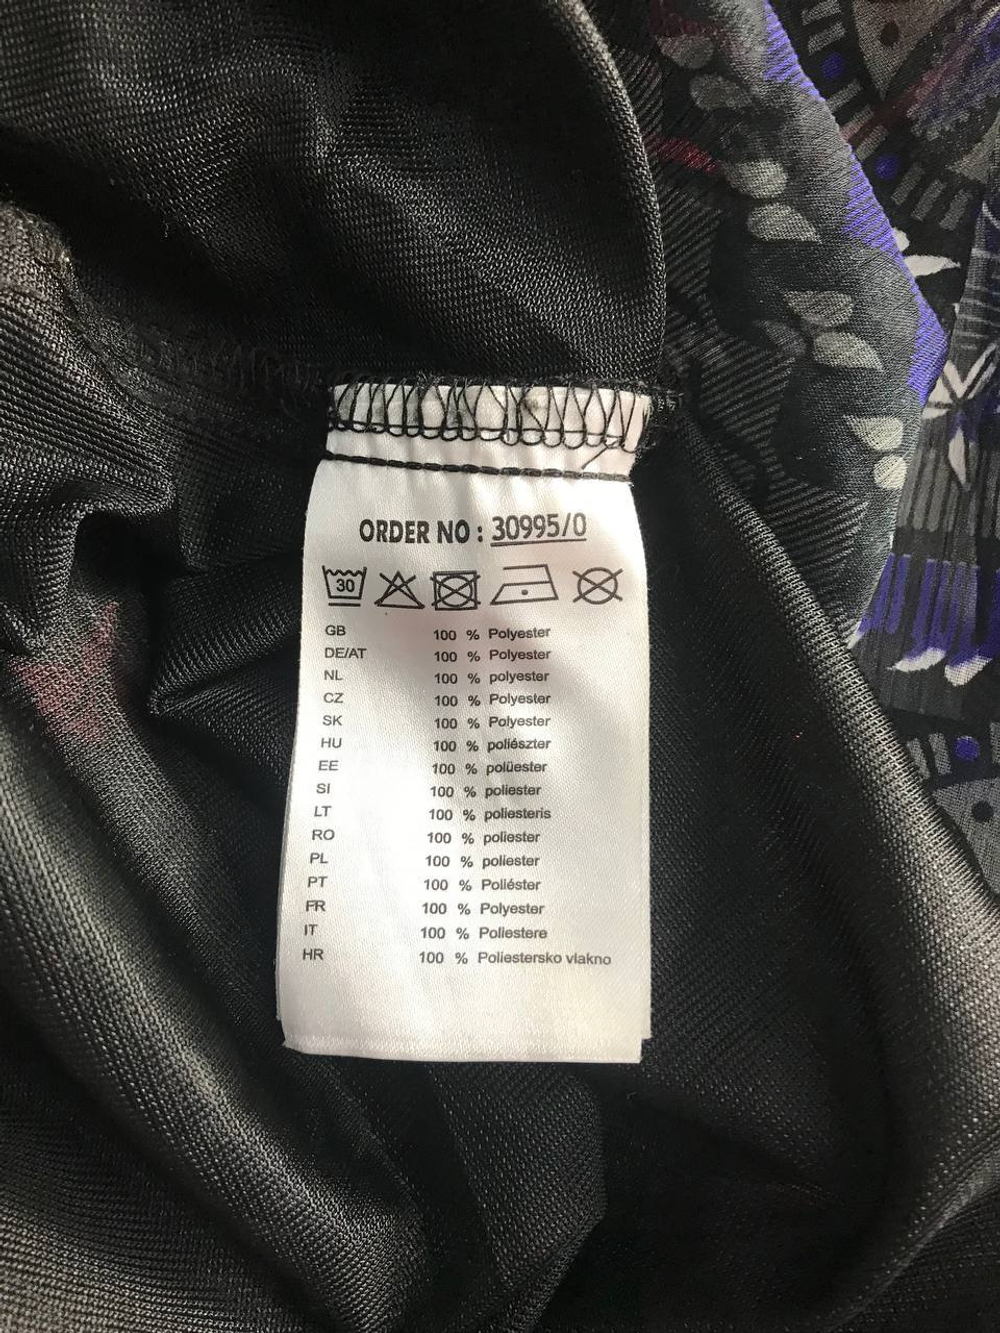 ORDER NO : 30995/0
30
GB 100 % Polyester
DE/AT 100 % Polyester
NL 100 % polyester
CZ 100 % Polyester
SK 100 % Polyester
HU 100 % poliészter
EE 100 % polüester
SI 100 % poliester
LT 100 % poliesteris
RO 100 % poliester
PL 100 % poliester
PT 100 % Poliéster
FR 100 % Polyester
IT 100 % Poliestere
HR 100 % Poliestersko vlakno